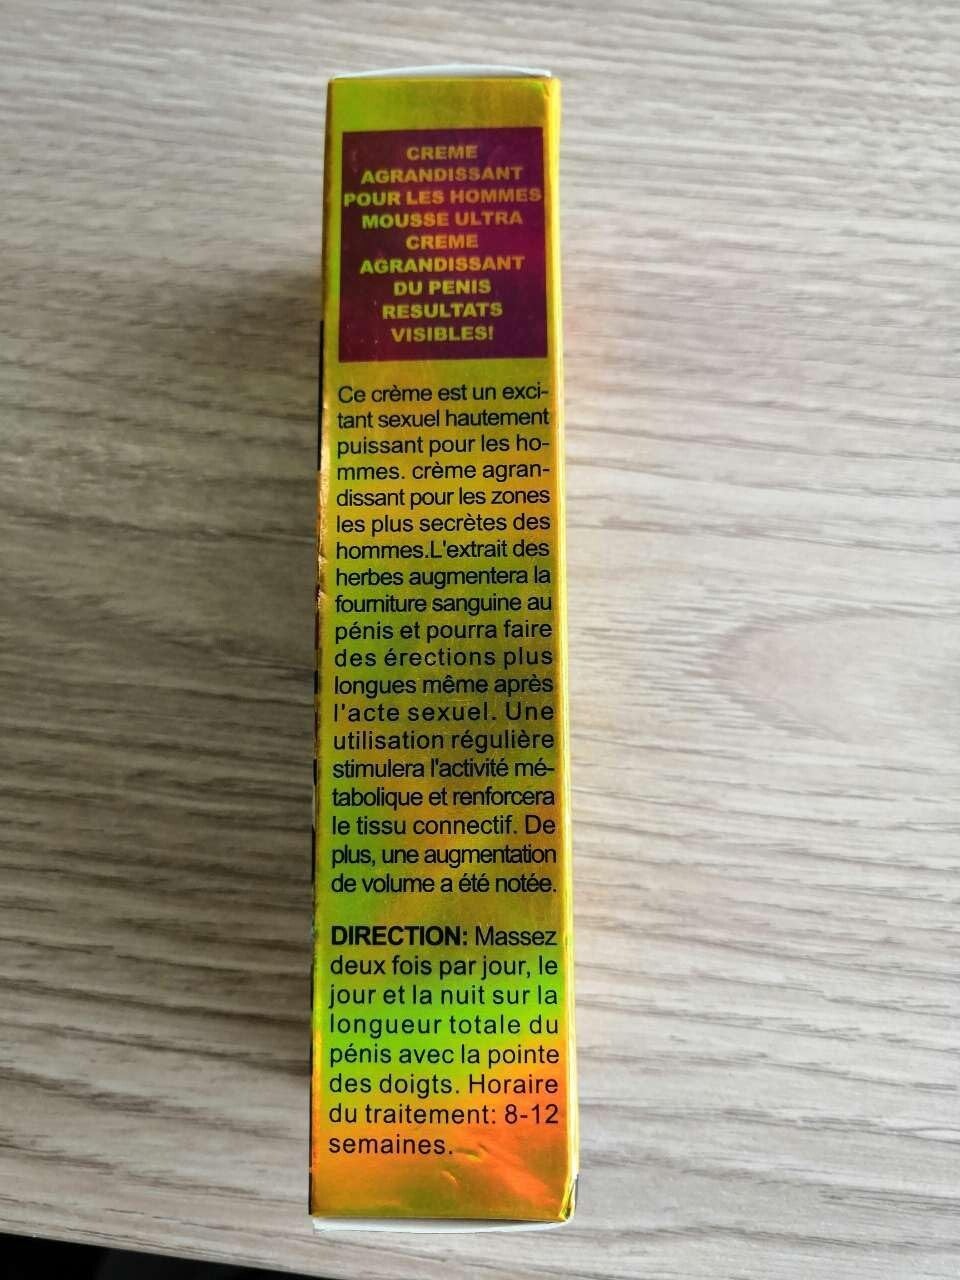 CREME
AGRANDISSANT
POUR LES HOMMES
MOUSSE ULTRA
CREME
AGRANDISSANT
DU PENIS
RESULTATS
VISIBLES!
Ce crème est un exci-
tant sexuel hautement
puissant pour les ho-
mmes. crème agran-
dissant pour les zones
les plus secrètes des
hommes.L'extrait des
herbes augmentera la
fourniture sanguine au
pénis et pourra faire
des érections plus
longues même après
l'acte sexuel. Une
utilisation régulière
stimulera l'activité mé-
tabolique et renforcera
le tissu connectif. De
plus, une augmentation
de volume a été notée.
DIRECTION: Massez
deux fois par jour, le
jour et la nuit sur la
longueur totale du
pénis avec la pointe
des doigts. Horaire
du traitement: 8-12
semaines.